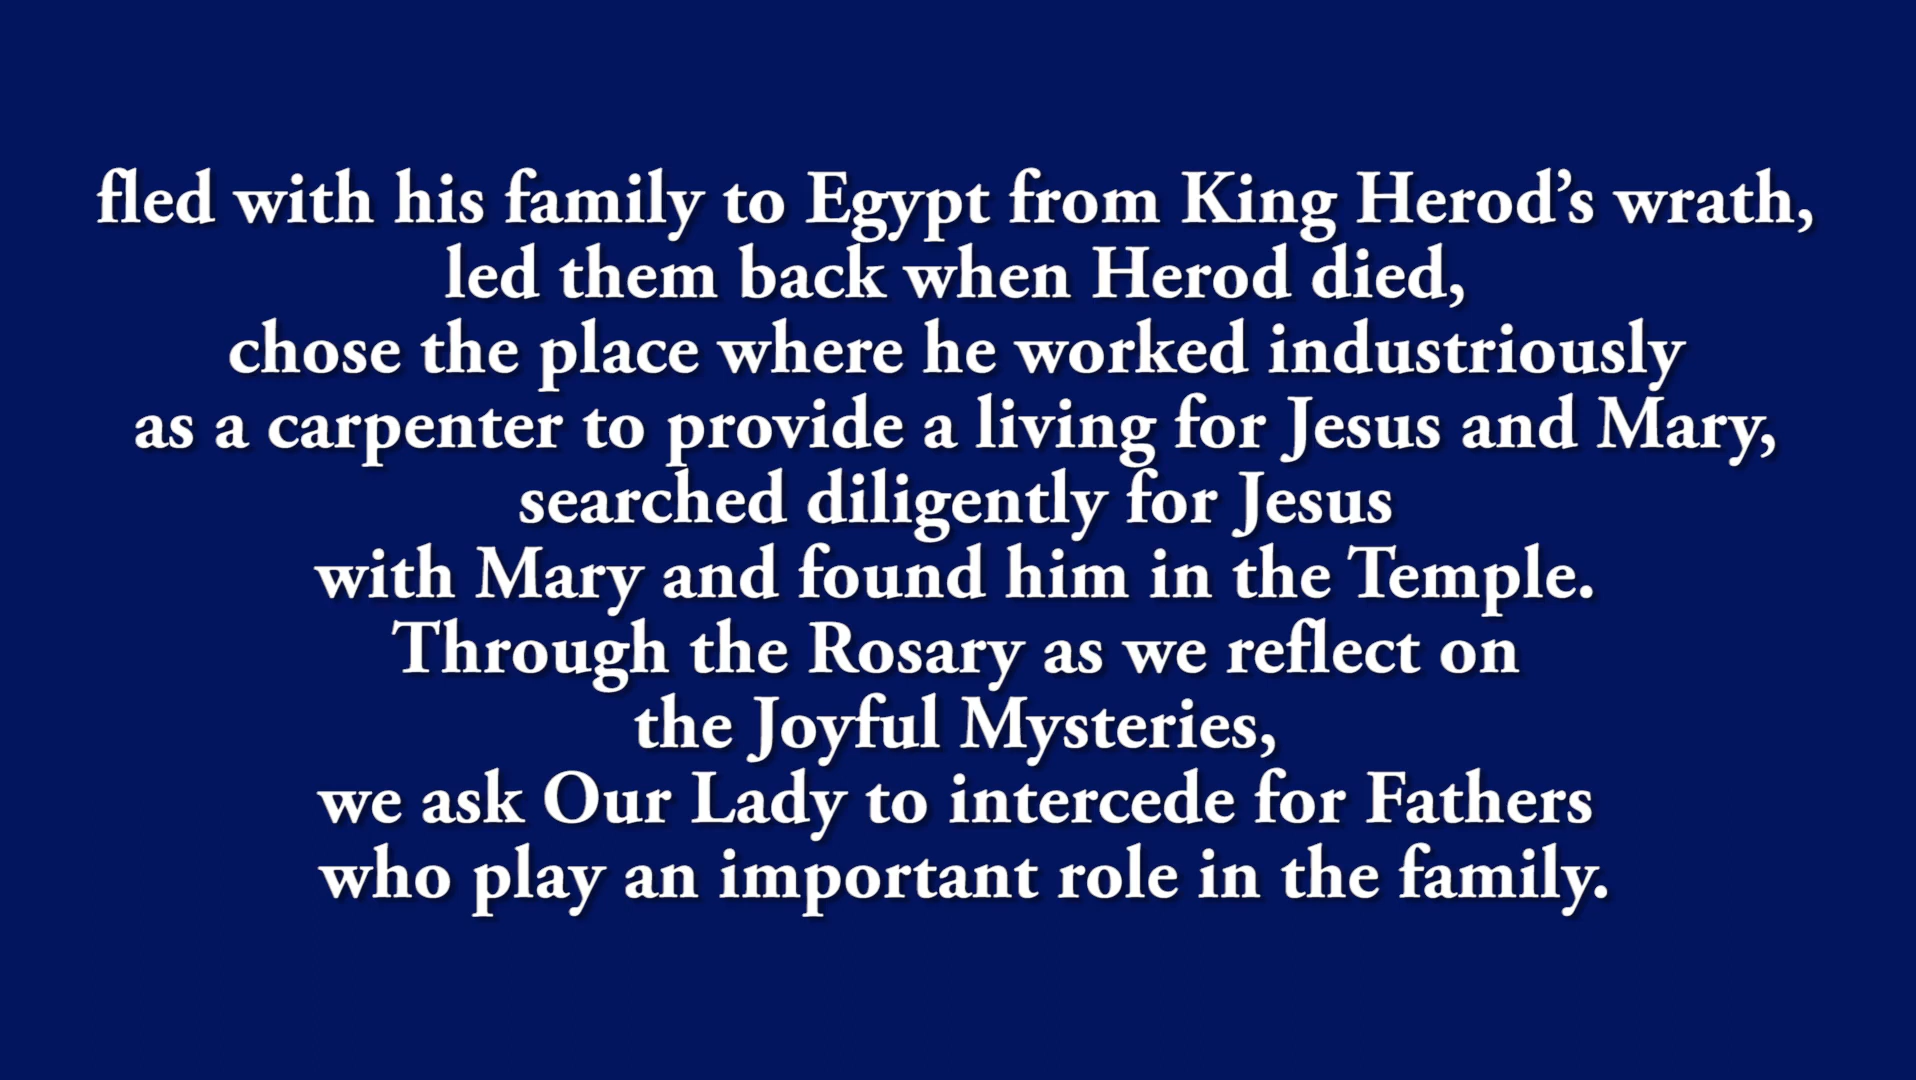 fled with his family to Egypt from King Herod’s wrath,
led them back when Herod died,
chose the place where he worked industriously
as a carpenter to provide a living for Jesus and Mary,
searched diligently for Jesus
with Mary and found him in the Temple.
Through the Rosary as we reflect on
the Joyful Mysteries,
we ask Our Lady to intercede for Fathers
who play an important role in the family.